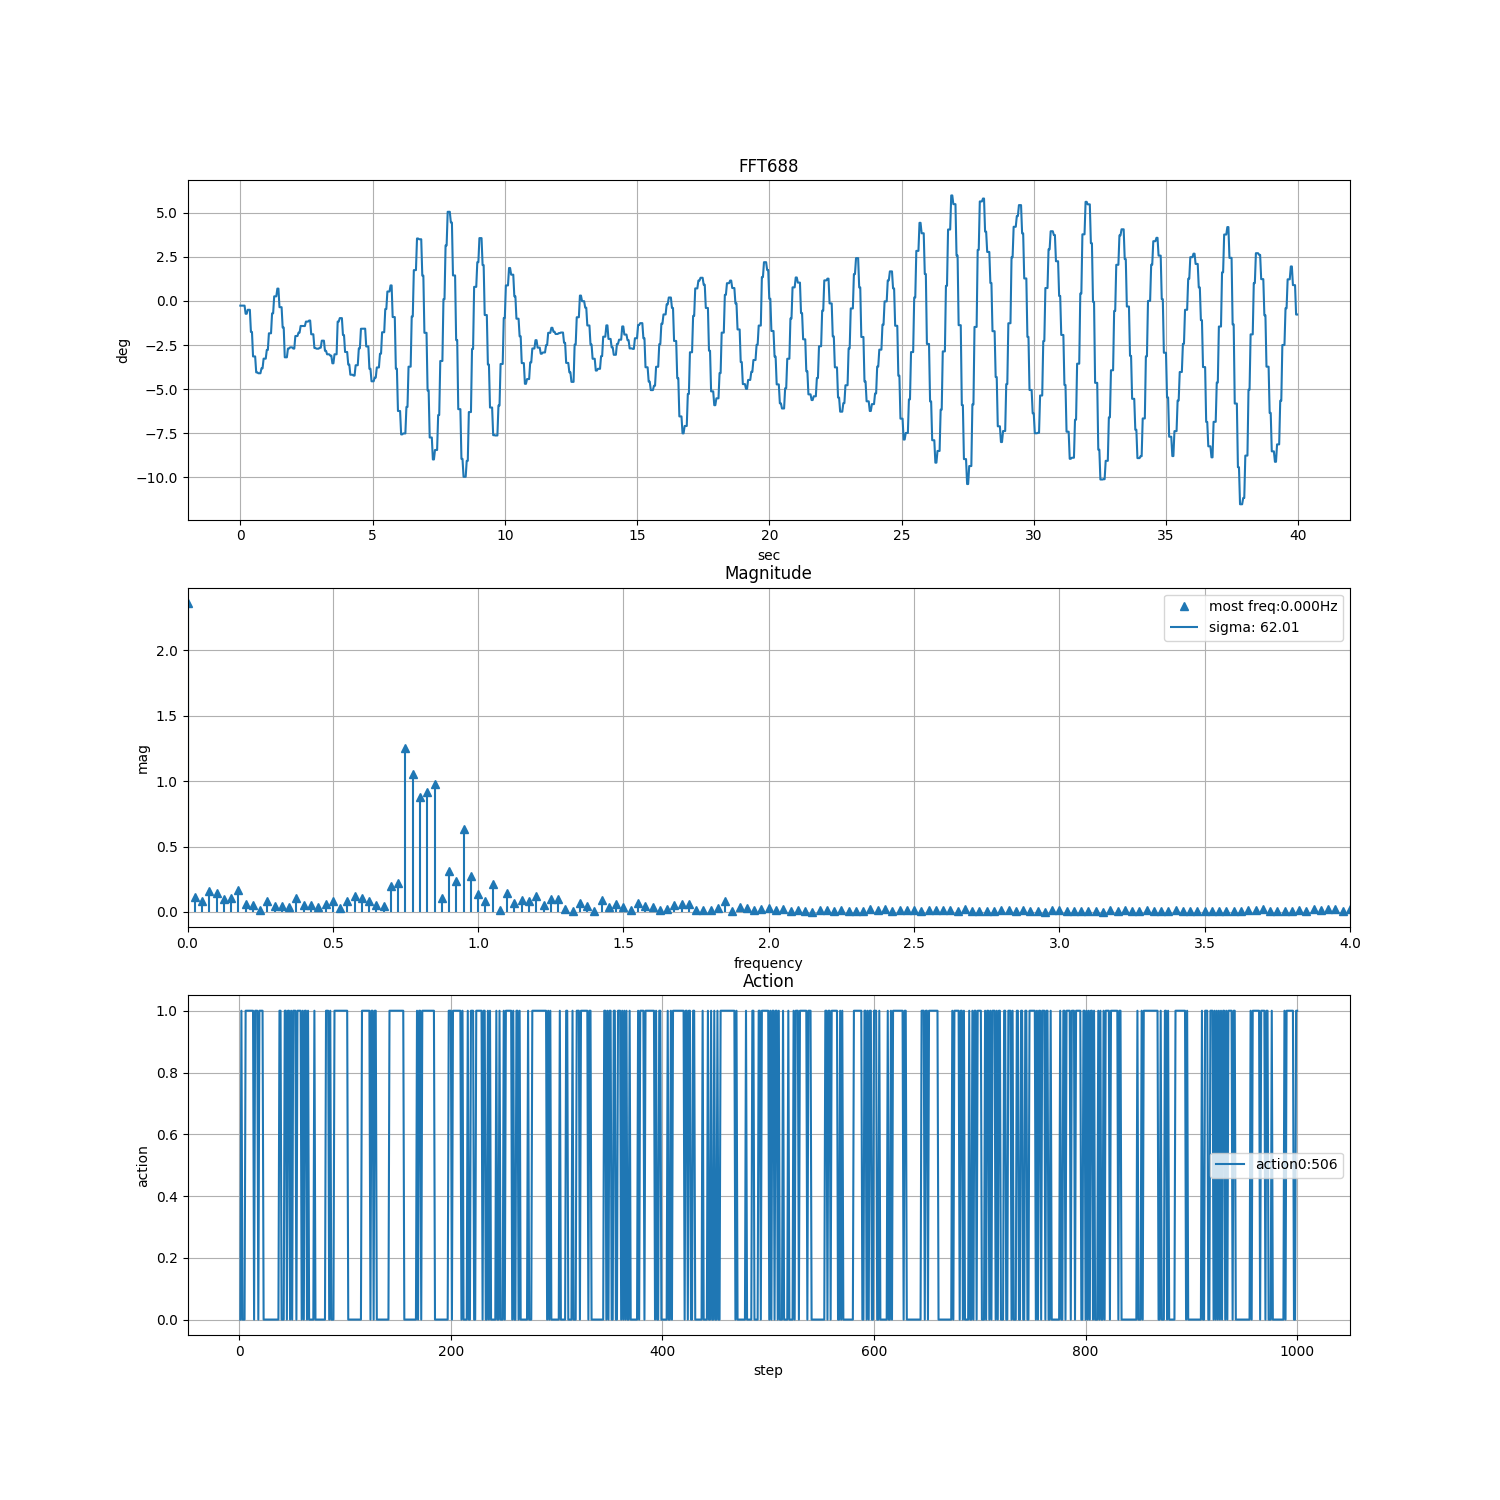 FFT688
5.0
2.5
0.0
−2.5
−5.0
−7.5
−10.0
deg
0 5 10 15 20 25 30 35 40
sec
Magnitude
most freq:0.000Hz
sigma: 62.01
2.0
1.5
1.0
0.5
0.0
mag
0.0 0.5 1.0 1.5 2.0 2.5 3.0 3.5 4.0
frequency
Action
1.0
0.8
0.6
0.4
0.2
0.0
action
action0:506
0 200 400 600 800 1000
step